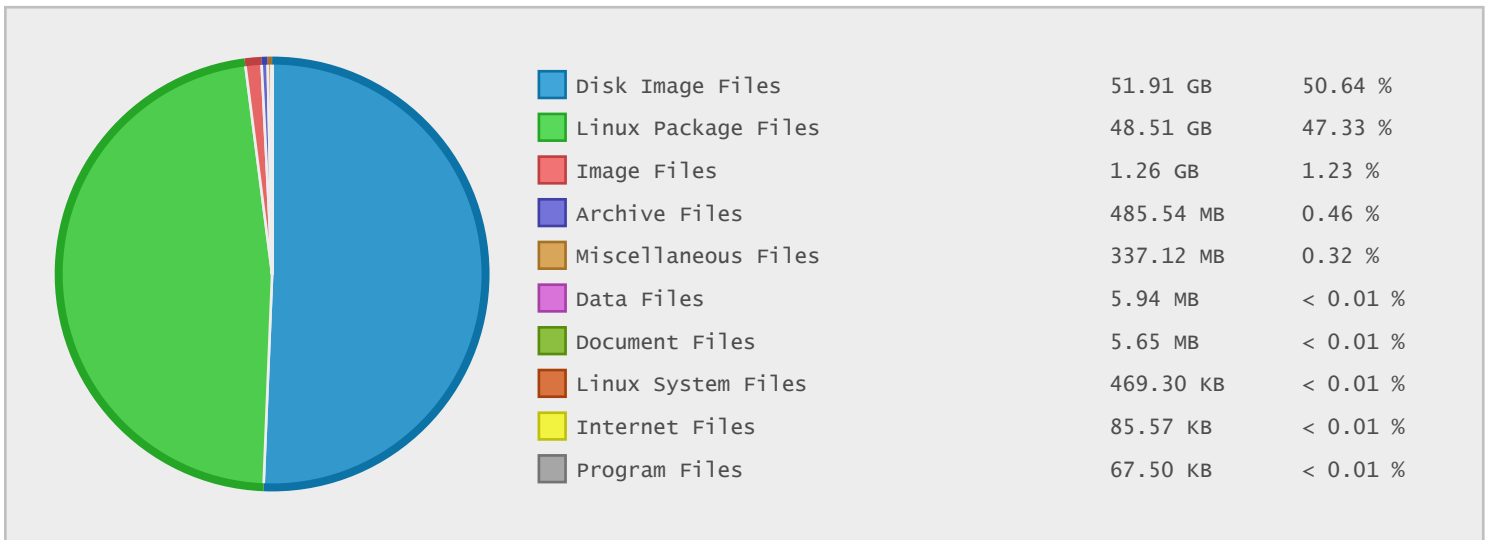 Disk Image Files 51.91 GB 50.64 %
Linux Package Files 48.51 GB 47.33 %
Image Files 1.26 GB 1.23 %
Archive Files 485.54 MB 0.46 %
Miscellaneous Files 337.12 MB 0.32 %
Data Files 5.94 MB < 0.01 %
Document Files 5.65 MB < 0.01 %
Linux System Files 469.30 KB < 0.01 %
Internet Files 85.57 KB < 0.01 %
Program Files 67.50 KB < 0.01 %